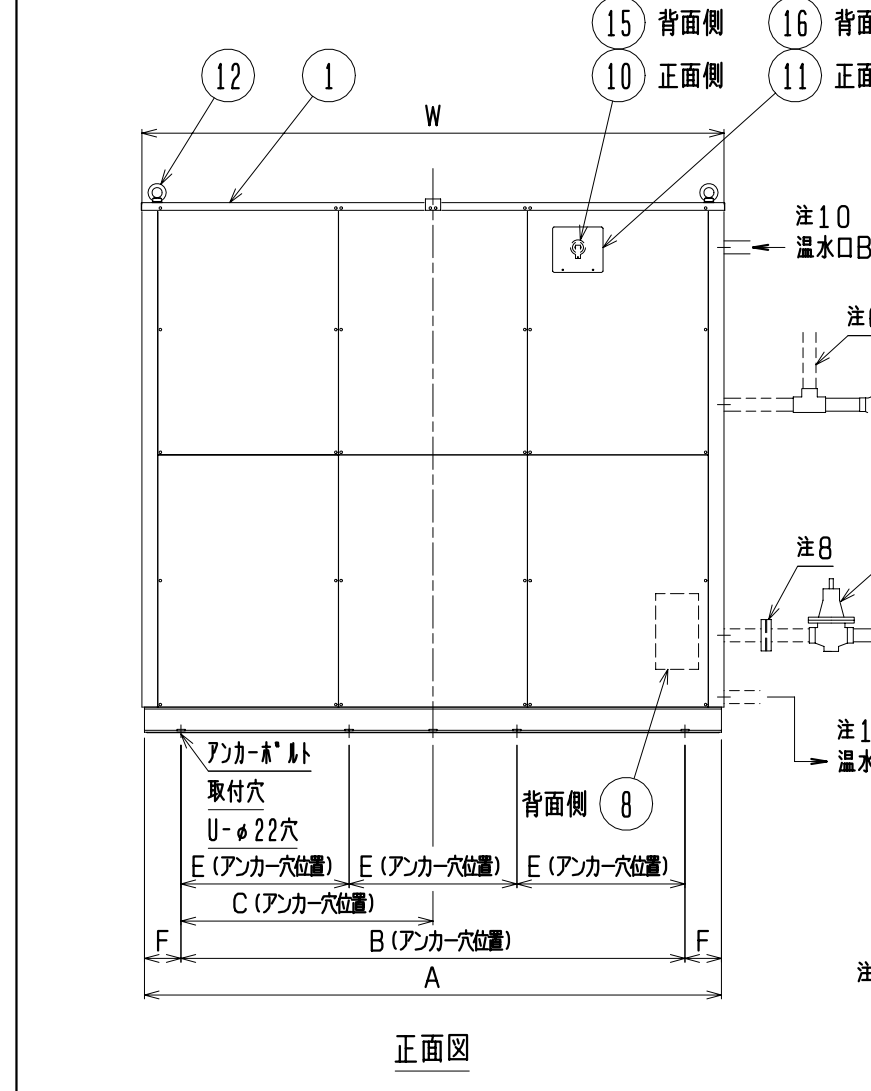 15 背面側 16 背面
10 正面側 11 正面
12 1
W
注10
温水口B
注
注8
注1
温水
アンカーボルト
取付穴
U-φ22穴
背面側 8
E (アンカー穴位置) E (アンカー穴位置) E (アンカー穴位置)
C (アンカー穴位置)
F B (アンカー穴位置) F
A
注
正面図